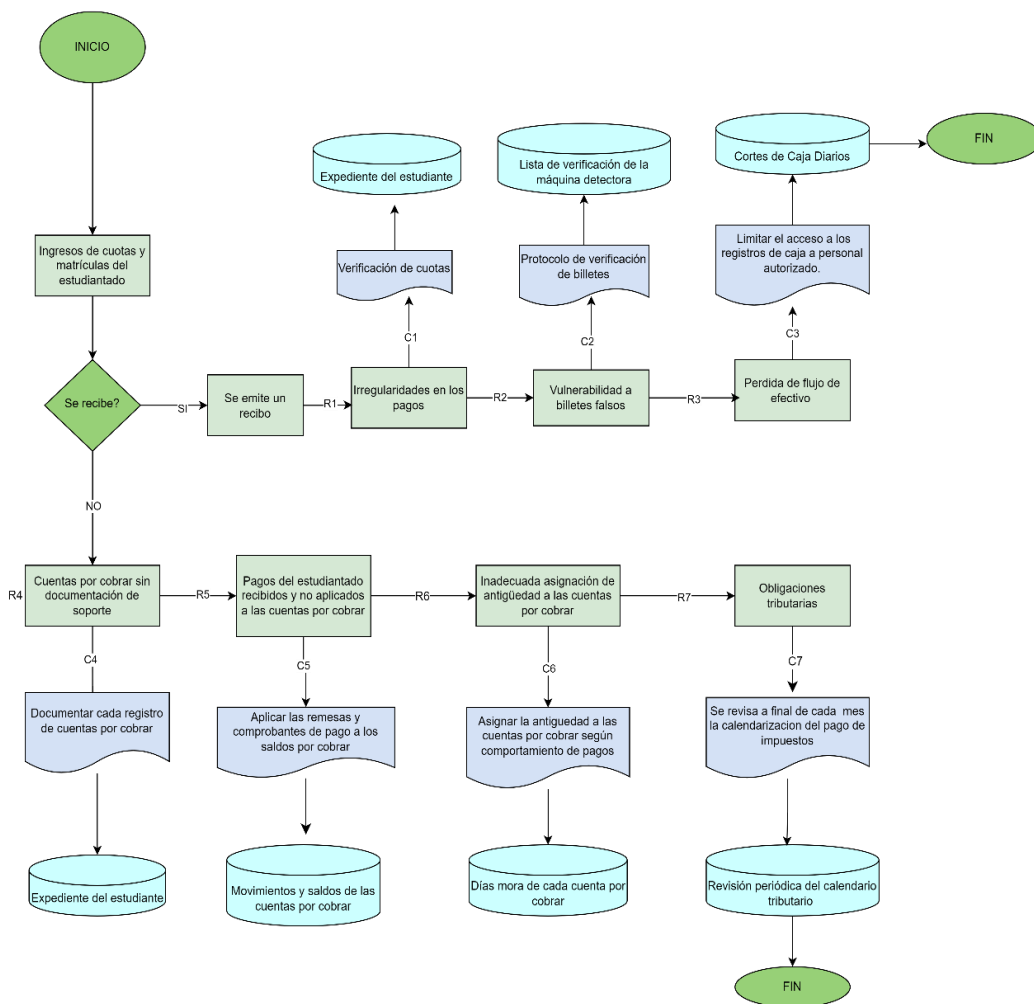 INICIO
Cortes de Caja Diarios
FIN
Lista de verificación de la
máquina detectora
Expediente del estudiante
Ingresos de cuotas y
matrículas del
estudiantado
Verificación de cuotas
Protocolo de verificación
de billetes
Limitar el acceso a los
registros de caja a personal
autorizado.
C1
C2
C3
Se recibe?
SI
Se emite un
recibo
R1
Irregularidades en los
pagos
R2
Vulnerabilidad a
billetes falsos
R3
Perdida de flujo de
efectivo
NO
R4
Cuentas por cobrar sin
documentación de
soporte
R5
Pagos del estudiantado
recibidos y no aplicados
a las cuentas por cobrar
R6
Inadecuada asignación de
antigüedad a las cuentas
por cobrar
R7
Obligaciones
tributarias
C4
C5
C6
C7
Documentar cada registro
de cuentas por cobrar
Aplicar las remesas y
comprobantes de pago a los
saldos por cobrar
Asignar la antiguedad a las
cuentas por cobrar según
comportamiento de pagos
Se revisa a final de cada mes
la calendarizacion del pago de
impuestos
Expediente del estudiante
Movimientos y saldos de las
cuentas por cobrar
Días mora de cada cuenta por
cobrar
Revisión periódica del calendario
tributario
FIN